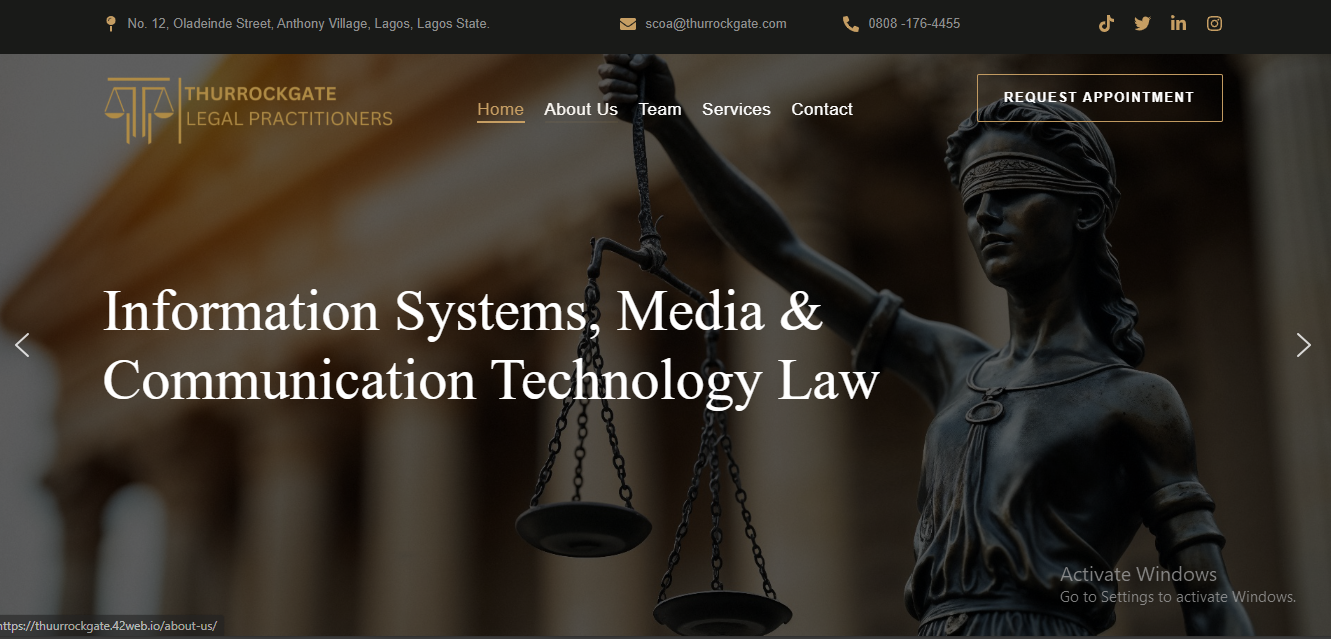 No. 12, Oladeinde Street, Anthony Village, Lagos, Lagos State.
scoa@thurrockgate.com
0808 -176-4455
THURROCKGATE
LEGAL PRACTITIONERS
Home
About Us
Team
Services
Contact
REQUEST APPOINTMENT
Information Systems, Media &
Communication Technology Law
Activate Windows
Go to Settings to activate Windows.
https://thuurrockgate.42web.io/about-us/